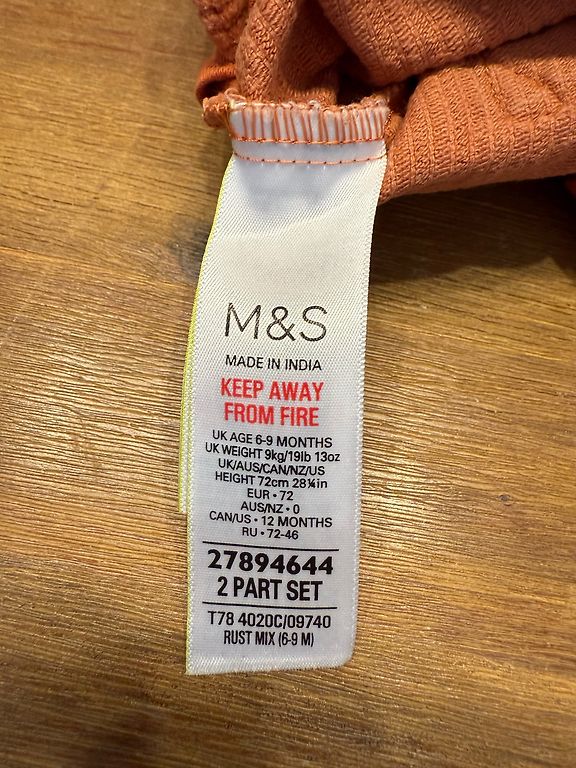 M&S
MADE IN INDIA
KEEP AWAY
FROM FIRE
UK AGE 6-9 MONTHS
UK WEIGHT 9kg/19lb 13oz
UK/AUS/CAN/NZ/US
HEIGHT 72cm 28¼in
EUR • 72
AUS/NZ • 0
CAN/US • 12 MONTHS
RU • 72-46
27894644
2 PART SET
T78 4020C/09740
RUST MIX (6-9 M)